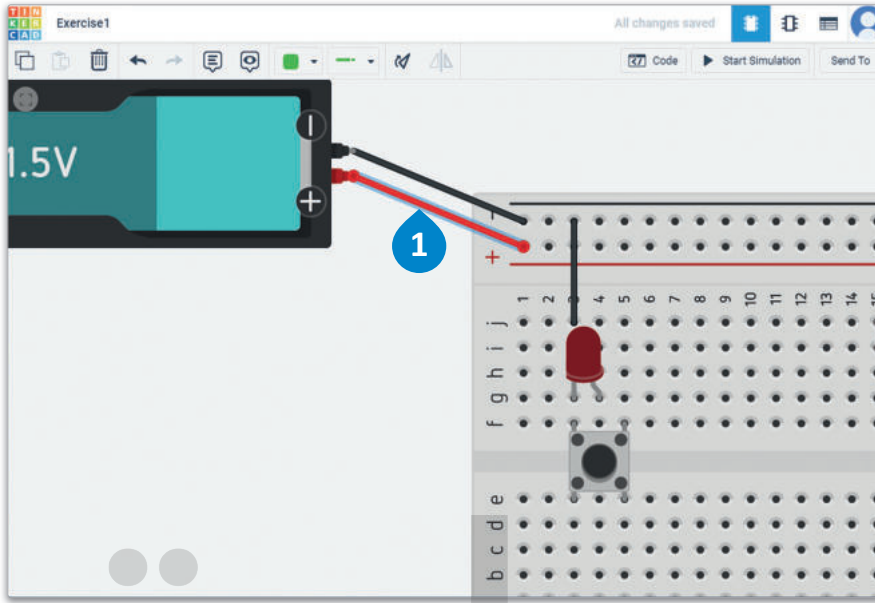 TIN
KER
CAD
Exercise1
All changes saved
Code
Start Simulation
Send To
1.5V
−
+
1
−
+
1 2 3 4 5 6 7 8 9 10 11 12 13 14 15
j
i
h
g
f
e
d
c
b